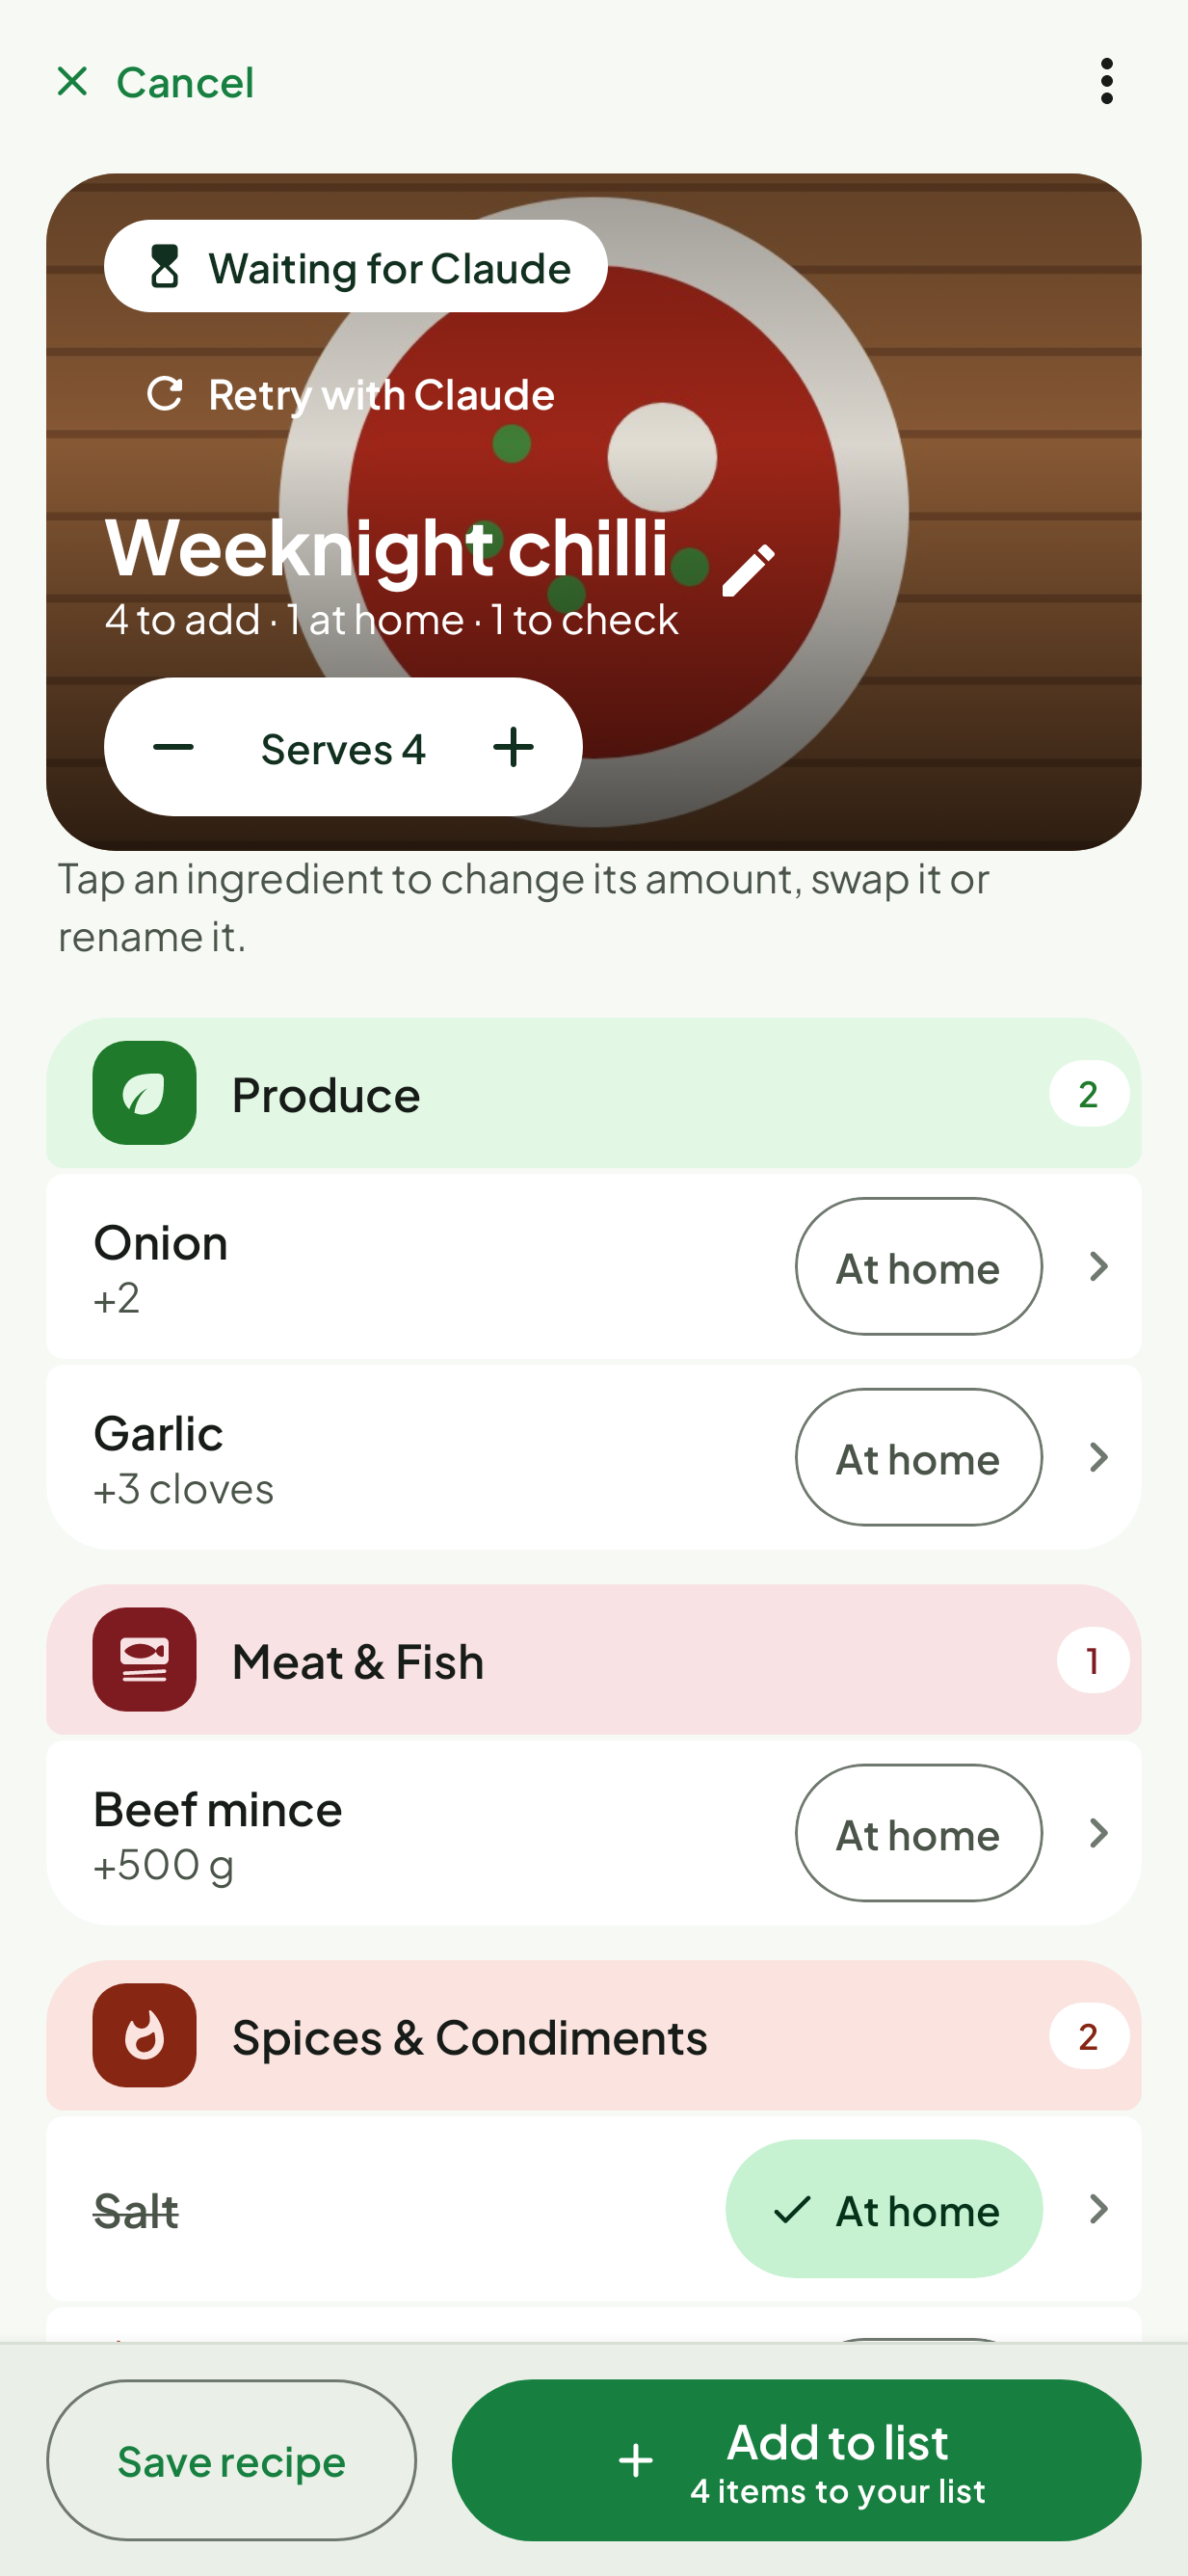 Cancel
Waiting for Claude
Retry with Claude
Weeknight chilli
4 to add · 1 at home · 1 to check
Serves 4
Tap an ingredient to change its amount, swap it or
rename it.
Produce
2
Onion
+2
At home
Garlic
+3 cloves
At home
Meat & Fish
1
Beef mince
+500 g
At home
Spices & Condiments
2
Salt
At home
Save recipe
Add to list
4 items to your list